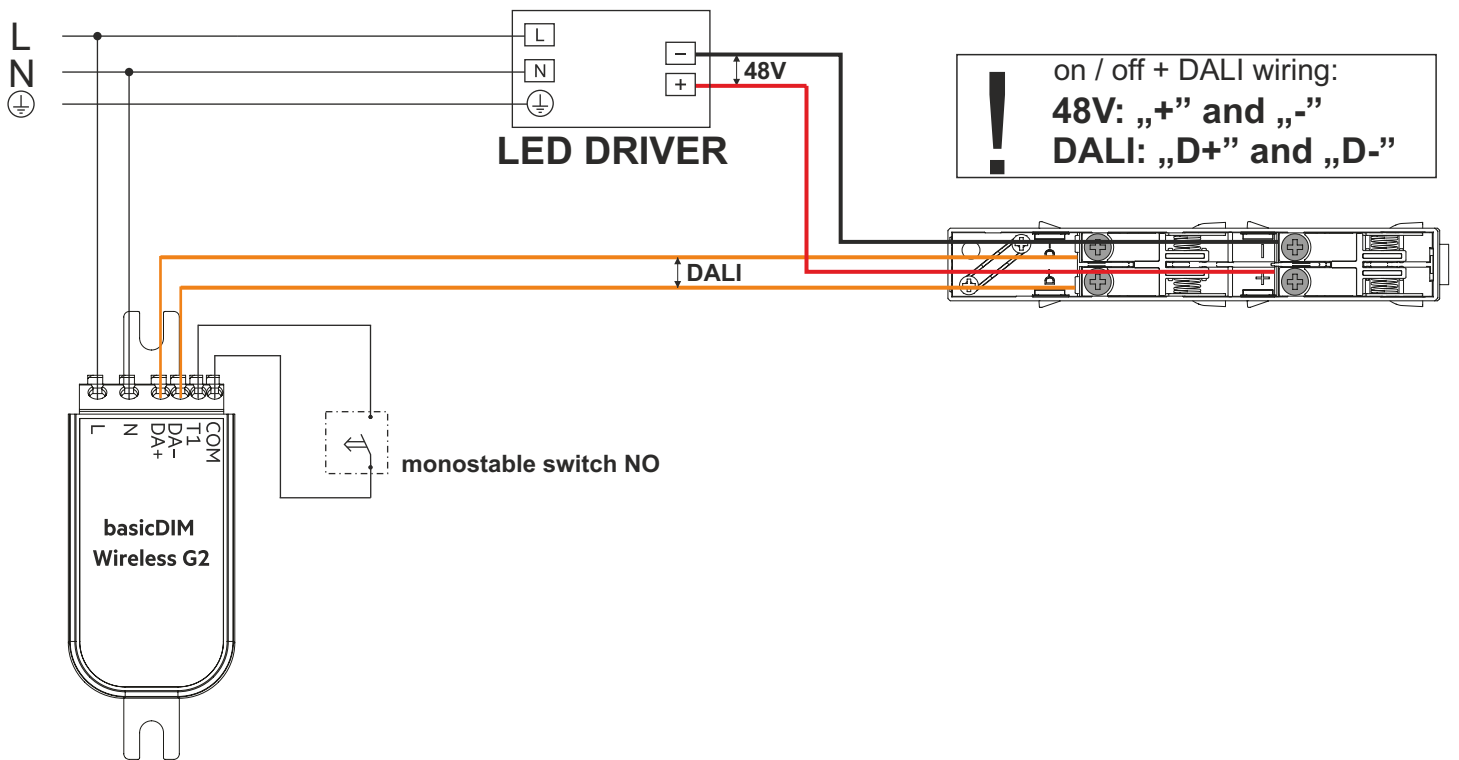 L
N
L
N
−
+
48V
LED DRIVER
!
on / off + DALI wiring:
48V: „+” and „-”
DALI: „D+” and „D-”
DALI
−
+
L
N
DA+
DA−
T1
COM
monostable switch NO
basicDIM
Wireless G2